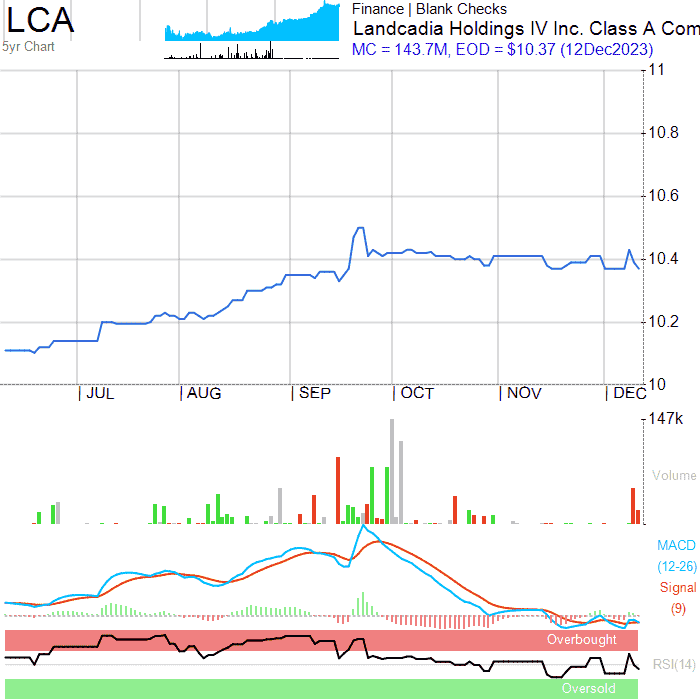 LCA
5yr Chart
Finance | Blank Checks
Landcadia Holdings IV Inc. Class A Com
MC = 143.7M, EOD = $10.37 (12Dec2023)
11
10.8
10.6
10.4
10.2
10
JUL AUG SEP OCT NOV DEC
147k
Volume
MACD
(12-26)
Signal
(9)
Overbought
RSI(14)
Oversold